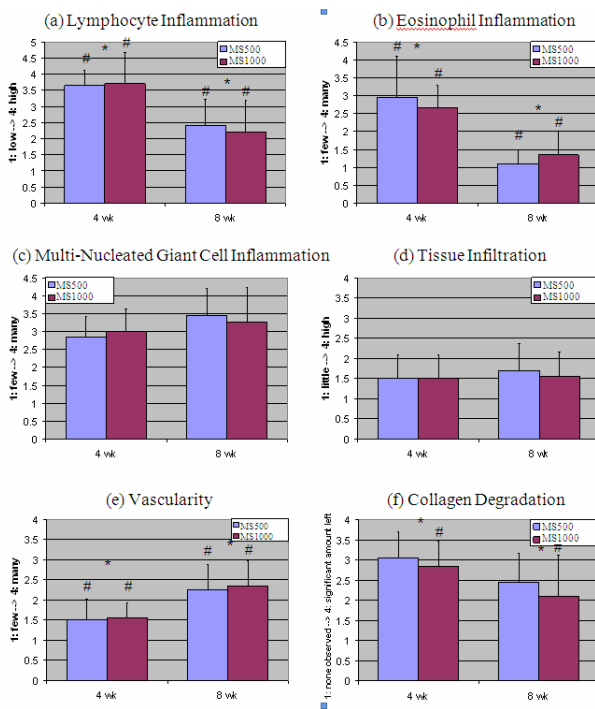 (a) Lymphocyte Inflammation
5
4.5
4
3.5
3
2.5
2
1.5
1
0.5
0
1: low --> 4: high
MS500
MS1000
# * #
# * #
4 wk 8 wk
(b) Eosinophil Inflammation
5
4.5
4
3.5
3
2.5
2
1.5
1
0.5
0
1: few --> 4: many
MS500
MS1000
# * #
# * #
4 wk 8 wk
(c) Multi-Nucleated Giant Cell Inflammation
4.5
4
3.5
3
2.5
2
1.5
1
0.5
0
1: few --> 4: many
MS500
MS1000
4 wk 8 wk
(d) Tissue Infiltration
4
3.5
3
2.5
2
1.5
1
0.5
0
1: little --> 4: high
MS500
MS1000
4 wk 8 wk
(e) Vascularity
4
3.5
3
2.5
2
1.5
1
0.5
0
1: few --> 4: many
MS500
MS1000
# * #
# * #
4 wk 8 wk
(f) Collagen Degradation
4
3.5
3
2.5
2
1.5
1
0.5
0
1: none observed --> 4: significant amount left
MS500
MS1000
* #
* #
4 wk 8 wk